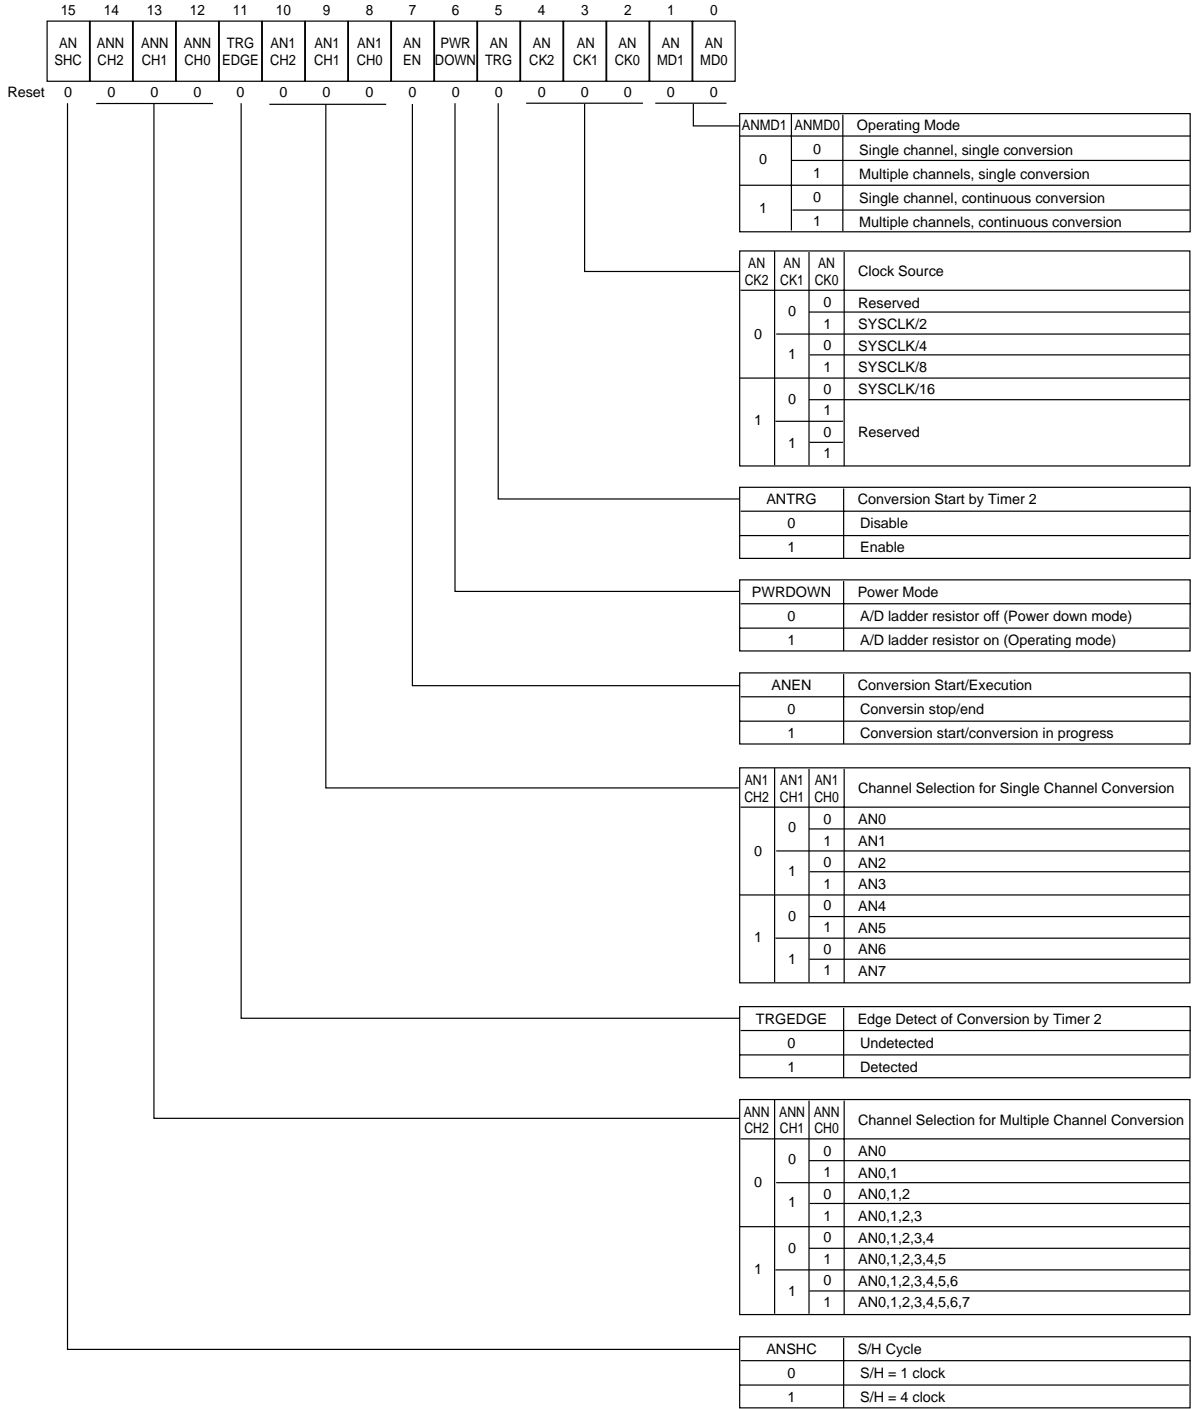 15 14 13 12 11 10 9 8 7 6 5 4 3 2 1 0
AN SHC ANN CH2 ANN CH1 ANN CH0 TRG EDGE AN1 CH2 AN1 CH1 AN1 CH0 AN EN PWR DOWN AN TRG AN CK2 AN CK1 AN CK0 AN MD1 AN MD0
Reset 0 0 0 0 0 0 0 0 0 0 0 0 0 0 0 0
ANMD1 ANMD0 Operating Mode
0 0 Single channel, single conversion
1 Multiple channels, single conversion
1 0 Single channel, continuous conversion
1 Multiple channels, continuous conversion
AN CK2 AN CK1 AN CK0 Clock Source
0 0 0 Reserved
1 SYSCLK/2
1 0 SYSCLK/4
1 SYSCLK/8
1 0 0 SYSCLK/16
1
1 0 Reserved
1
ANTRG Conversion Start by Timer 2
0 Disable
1 Enable
PWRDOWN Power Mode
0 A/D ladder resistor off (Power down mode)
1 A/D ladder resistor on (Operating mode)
ANEN Conversion Start/Execution
0 Conversin stop/end
1 Conversion start/conversion in progress
AN1 CH2 AN1 CH1 AN1 CH0 Channel Selection for Single Channel Conversion
0 0 0 AN0
1 AN1
1 0 AN2
1 AN3
1 0 0 AN4
1 AN5
1 0 AN6
1 AN7
TRGEDGE Edge Detect of Conversion by Timer 2
0 Undetected
1 Detected
ANN CH2 ANN CH1 ANN CH0 Channel Selection for Multiple Channel Conversion
0 0 0 AN0
1 AN0,1
1 0 AN0,1,2
1 AN0,1,2,3
1 0 0 AN0,1,2,3,4
1 AN0,1,2,3,4,5
1 0 AN0,1,2,3,4,5,6
1 AN0,1,2,3,4,5,6,7
ANSHC S/H Cycle
0 S/H = 1 clock
1 S/H = 4 clock